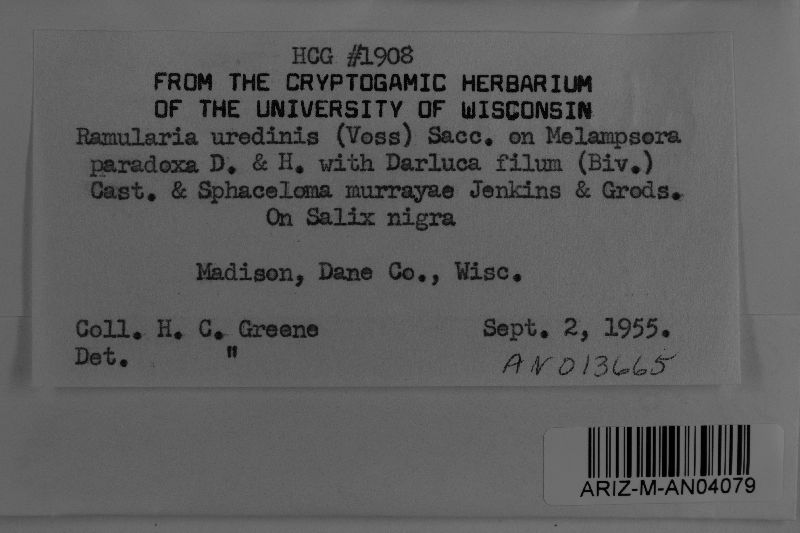 HCG #1908
FROM THE CRYPTOGAMIC HERBARIUM
OF THE UNIVERSITY OF WISCONSIN
Ramularia uredinis (Voss) Sacc. on Melampsora
paradoxa D. & H. with Darluca filum (Biv.)
Cast. & Sphaceloma murrayae Jenkins & Grods.
On Salix nigra
Madison, Dane Co., Wisc.
Coll. H. C. Greene Sept. 2, 1955.
Det. "
AN013665
ARIZ-M-AN04079